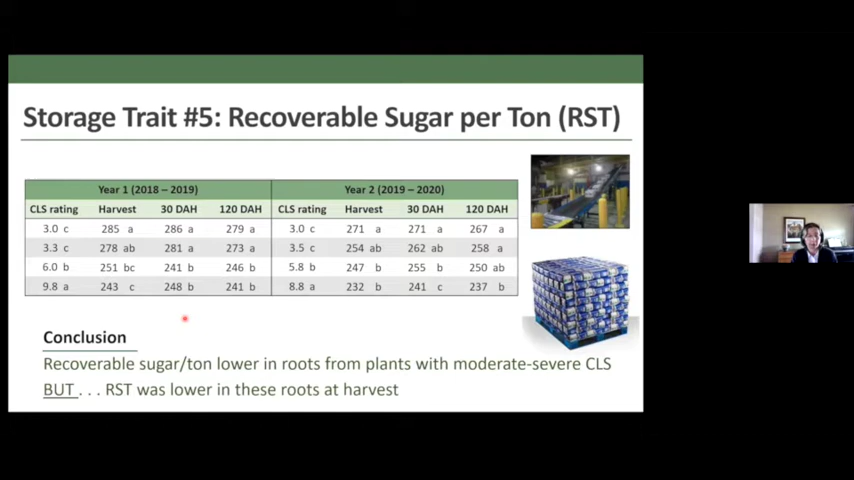 Storage Trait #5: Recoverable Sugar per Ton (RST)
Year 1 (2018 – 2019) Year 2 (2019 – 2020)
CLS rating Harvest 30 DAH 120 DAH CLS rating Harvest 30 DAH 120 DAH
3.0 c 285 a 286 a 279 a 3.0 c 271 a 271 a 267 a
3.3 c 278 ab 281 a 273 a 3.5 c 254 ab 262 ab 258 a
6.0 b 251 bc 241 b 246 b 5.8 b 247 b 255 b 250 ab
9.8 a 243 c 248 b 241 b 8.8 a 232 b 241 c 237 b
Conclusion
Recoverable sugar/ton lower in roots from plants with moderate-severe CLS
BUT . . . RST was lower in these roots at harvest